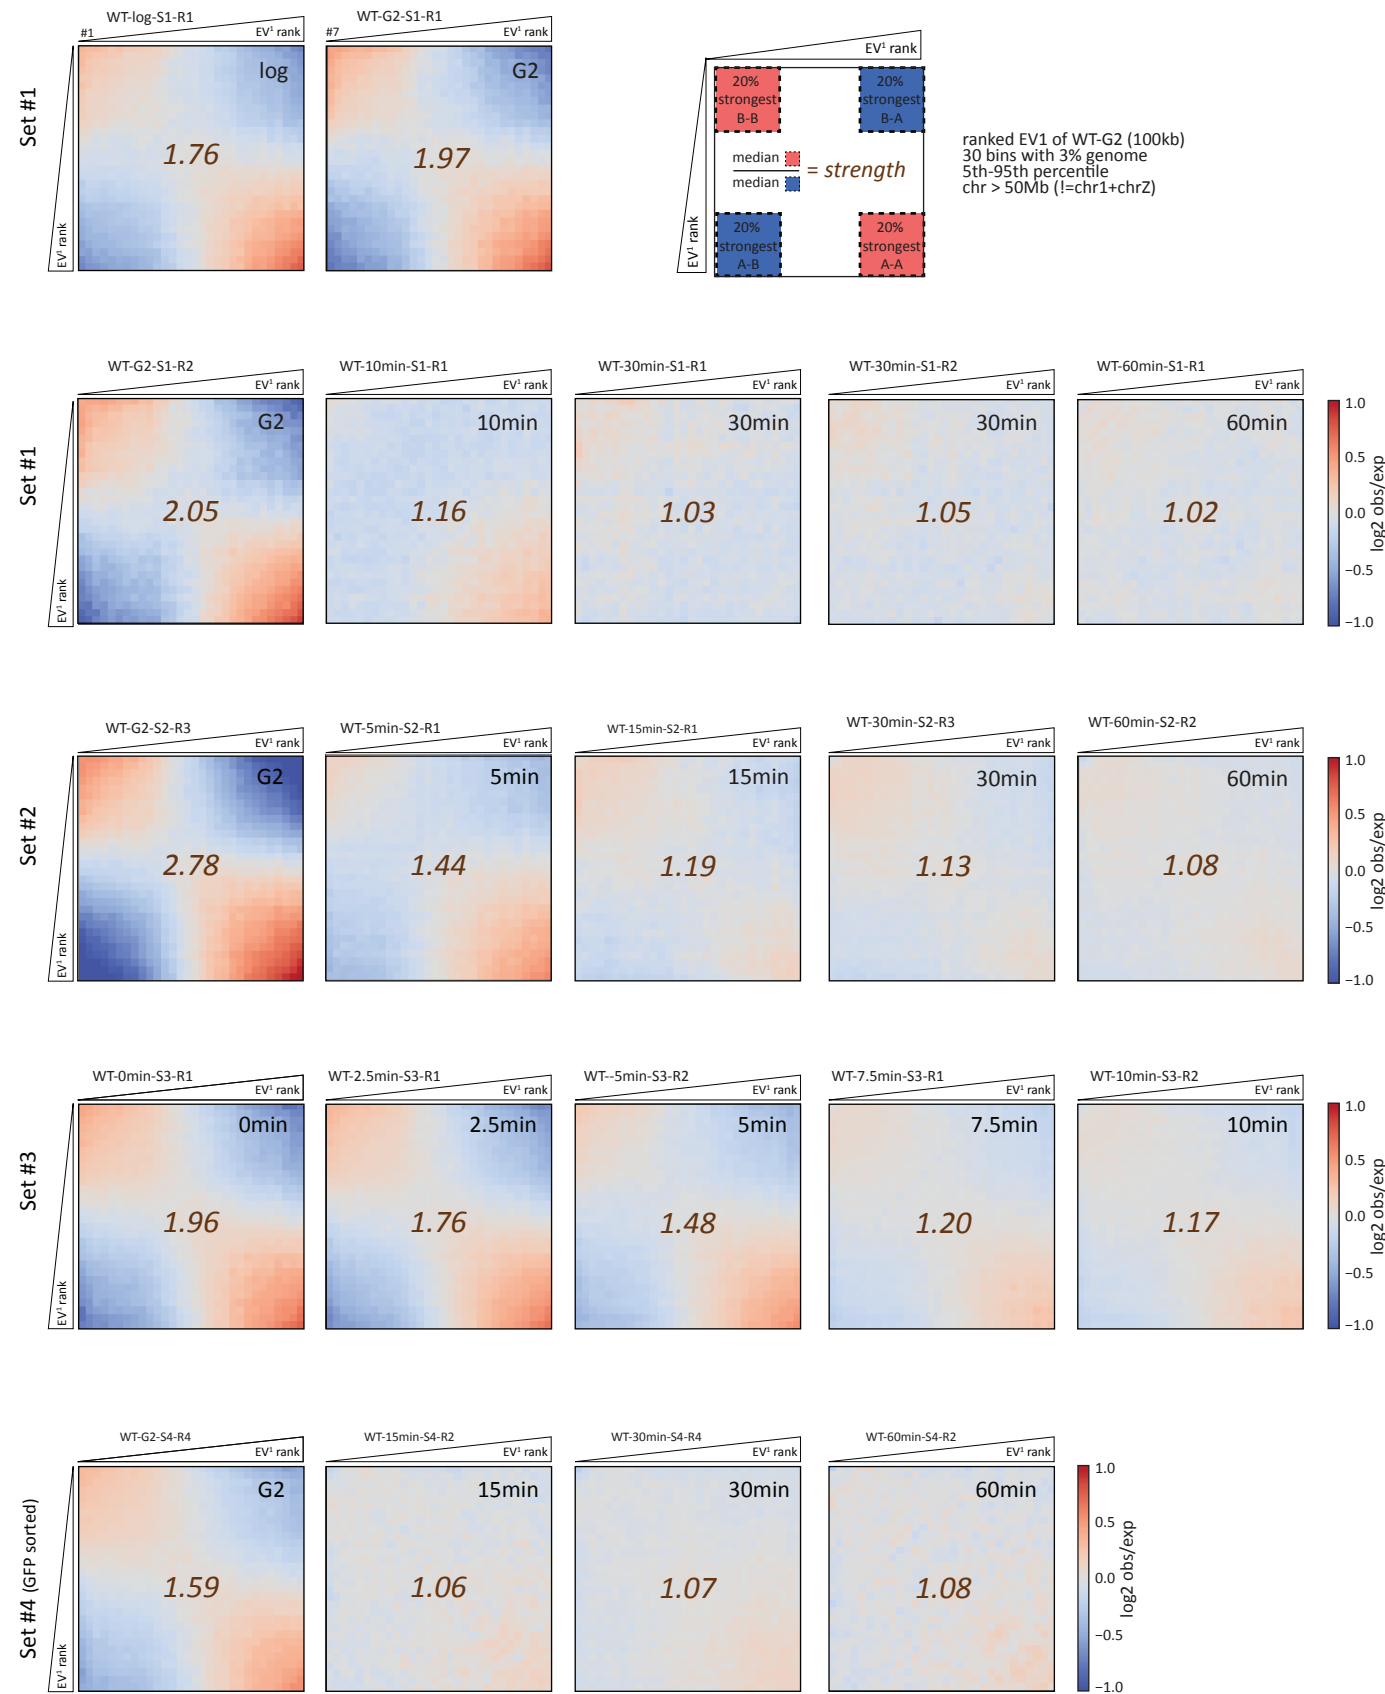 WT-log-S1-R1
#1
EV¹ rank
Set #1
EV¹ rank
log
1.76
WT-G2-S1-R1
#7
EV¹ rank
G2
1.97
EV¹ rank
EV¹ rank
20%
strongest
B-B
20%
strongest
B-A
median
median
= strength
20%
strongest
A-B
20%
strongest
A-A
ranked EV1 of WT-G2 (100kb)
30 bins with 3% genome
5th-95th percentile
chr > 50Mb (!=chr1+chrZ)
Set #1
WT-G2-S1-R2
EV¹ rank
EV¹ rank
G2
2.05
WT-10min-S1-R1
EV¹ rank
10min
1.16
WT-30min-S1-R1
EV¹ rank
30min
1.03
WT-30min-S1-R2
EV¹ rank
30min
1.05
WT-60min-S1-R1
EV¹ rank
60min
1.02
1.0
0.5
0.0
−0.5
−1.0
log2 obs/exp
Set #2
WT-G2-S2-R3
EV¹ rank
EV¹ rank
G2
2.78
WT-5min-S2-R1
EV¹ rank
5min
1.44
WT-15min-S2-R1
EV¹ rank
15min
1.19
WT-30min-S2-R3
EV¹ rank
30min
1.13
WT-60min-S2-R2
EV¹ rank
60min
1.08
1.0
0.5
0.0
−0.5
−1.0
log2 obs/exp
Set #3
WT-0min-S3-R1
EV¹ rank
EV¹ rank
0min
1.96
WT-2.5min-S3-R1
EV¹ rank
2.5min
1.76
WT--5min-S3-R2
EV¹ rank
5min
1.48
WT-7.5min-S3-R1
EV¹ rank
7.5min
1.20
WT-10min-S3-R2
EV¹ rank
10min
1.17
1.0
0.5
0.0
−0.5
−1.0
log2 obs/exp
Set #4 (GFP sorted)
WT-G2-S4-R4
EV¹ rank
EV¹ rank
G2
1.59
WT-15min-S4-R2
EV¹ rank
15min
1.06
WT-30min-S4-R4
EV¹ rank
30min
1.07
WT-60min-S4-R2
EV¹ rank
60min
1.08
1.0
0.5
0.0
−0.5
−1.0
log2 obs/exp